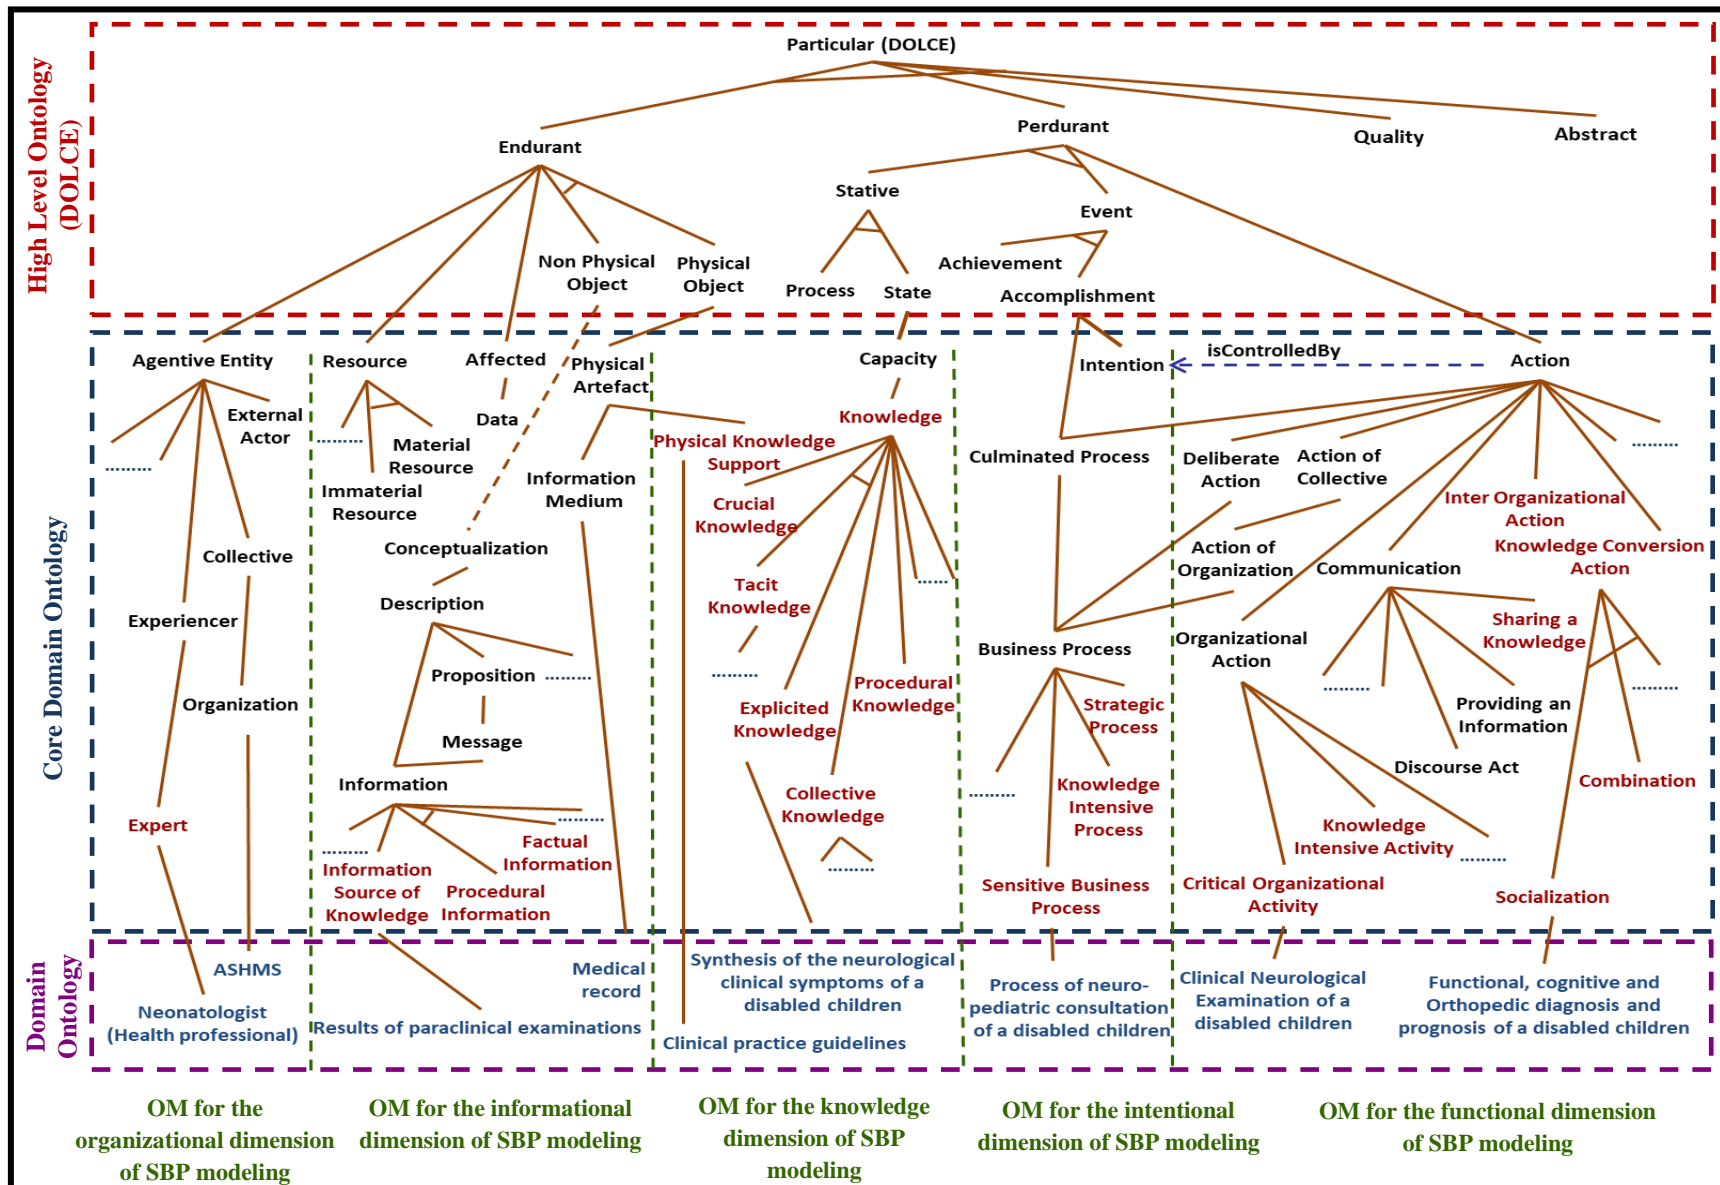 High Level Ontology
(DOLCE)
Particular (DOLCE)
Endurant
Perdurant
Quality
Abstract
Stative
Event
Non Physical
Object
Physical
Object
Process
State
Achievement
Accomplishment
Core Domain Ontology
Agentive Entity
Resource
Affected
Physical
Artefact
Capacity
Intention
isControlledBy
Action
External
Actor
.........
.........
Material
Resource
Immaterial
Resource
Data
Information
Medium
Knowledge
Physical Knowledge
Support
Crucial
Knowledge
Culminated Process
Deliberate
Action
Action of
Collective
.........
Inter Organizational
Action
Knowledge Conversion
Action
Collective
Conceptualization
Description
Experiencer
Organization
Proposition
.........
Message
Information
Tacit
Knowledge
.........
......
Explicited
Knowledge
Procedural
Knowledge
Collective
Knowledge
.........
Action of
Organization
Communication
Business Process
Organizational
Action
Sharing a
Knowledge
.........
.........
Providing an
Information
Discourse Act
Combination
Strategic
Process
.........
Knowledge
Intensive
Process
Knowledge
Intensive Activity
.........
Expert
.........
.........
Factual
Information
Information
Source of
Knowledge
Procedural
Information
Sensitive Business
Process
Critical Organizational
Activity
Socialization
Domain
Ontology
ASHMS
Neonatologist
(Health professional)
Medical
record
Results of paraclinical examinations
Synthesis of the neurological
clinical symptoms of a
disabled children
Clinical practice guidelines
Process of neuro-
pediatric consultation
of a disabled children
Clinical Neurological
Examination of a
disabled children
Functional, cognitive and
Orthopedic diagnosis and
prognosis of a disabled children
OM for the
organizational dimension
of SBP modeling
OM for the informational
dimension of SBP modeling
OM for the knowledge
dimension of SBP
modeling
OM for the intentional
dimension of SBP modeling
OM for the functional dimension
of SBP modeling